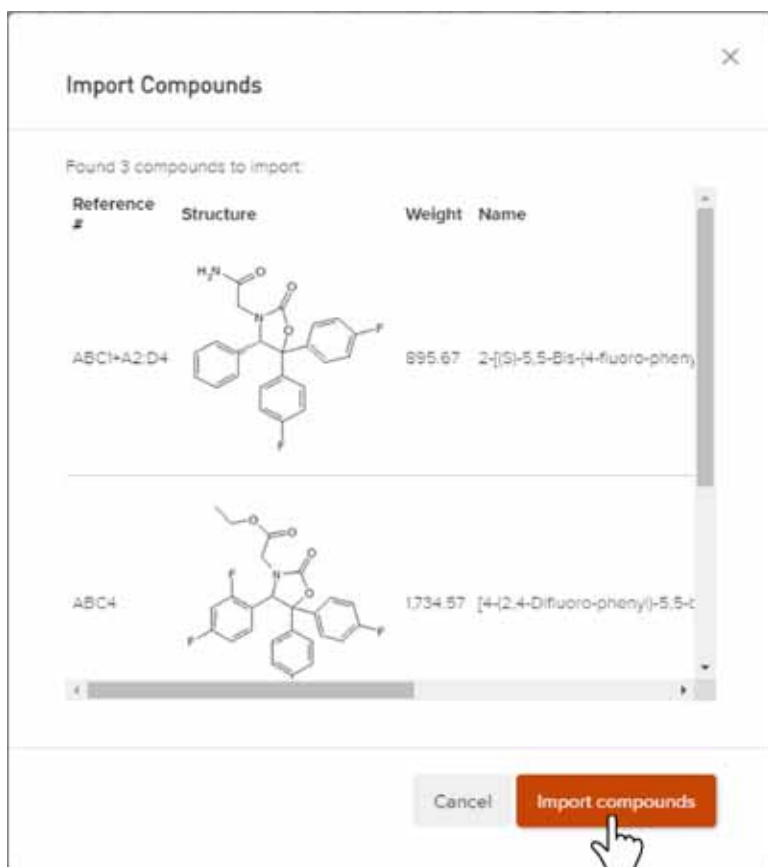 Import Compounds
Found 3 compounds to import:
Reference # Structure Weight Name
H₂N O O
N O
F
ABC1+A2:D4 895.67 2-[(S)-5,5-Bis-(4-fluoro-pheny
F
O O O
F N O
ABC4 1,734.57 [4-(2,4-Difluoro-phenyl)-5,5-b
F F
Cancel Import compounds